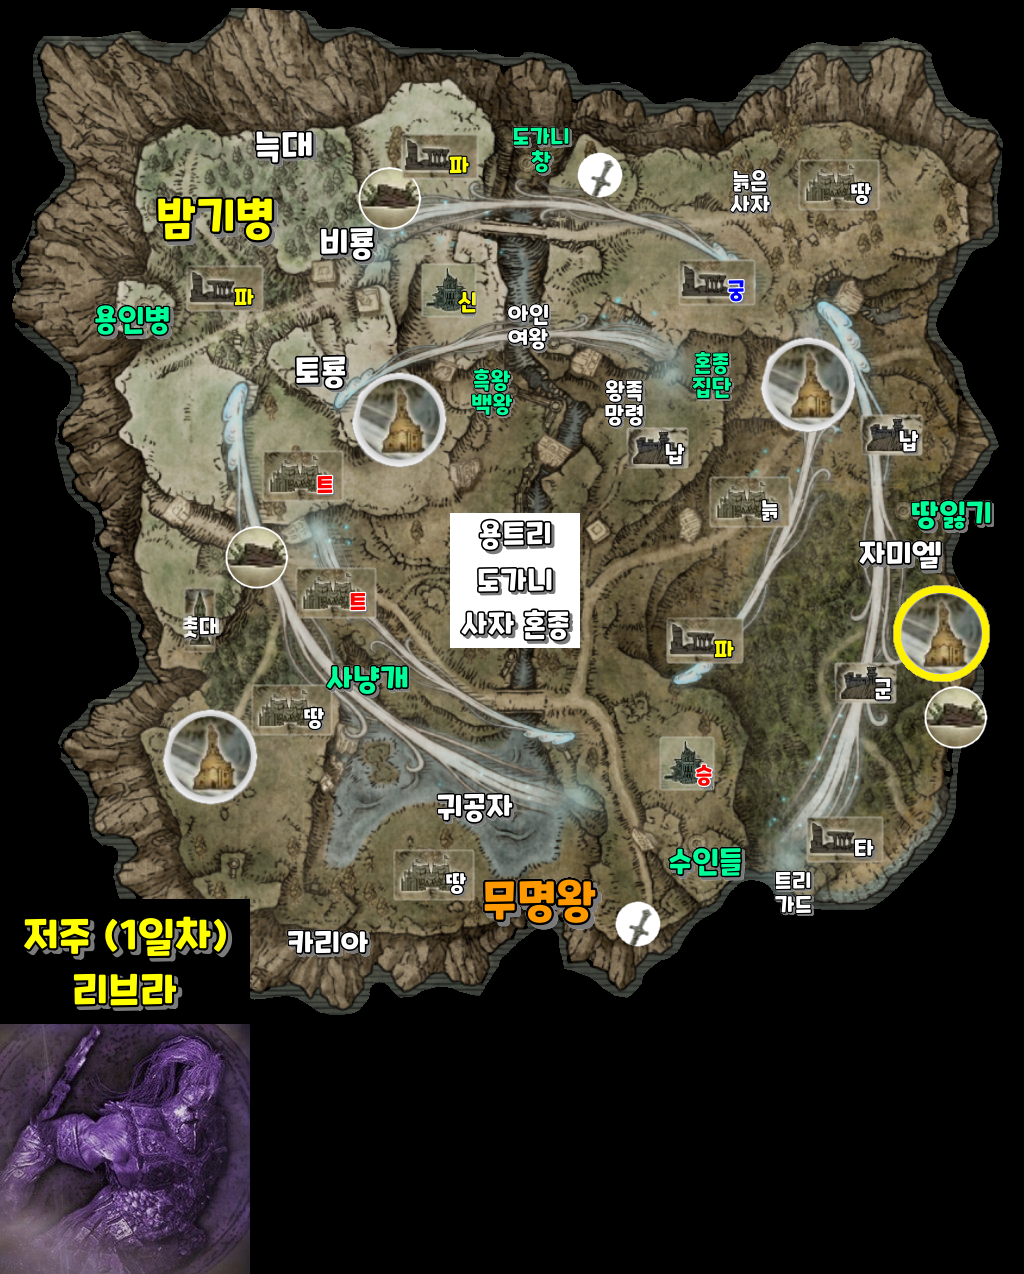 늑대
파
도가니
창
늙은
사자
땅
밤기병
비룡
파
용인병
신
궁
아인
여왕
토룡
흑왕
백왕
왕족
망령
혼종
집단
납
납
트
늙
땅잃기
자미엘
용트리
도가니
사자 혼종
트
촛대
파
사냥개
군
땅
승
귀공자
타
수인들
땅
무명왕
트리
가드
카리아
저주 (1일차)
리브라